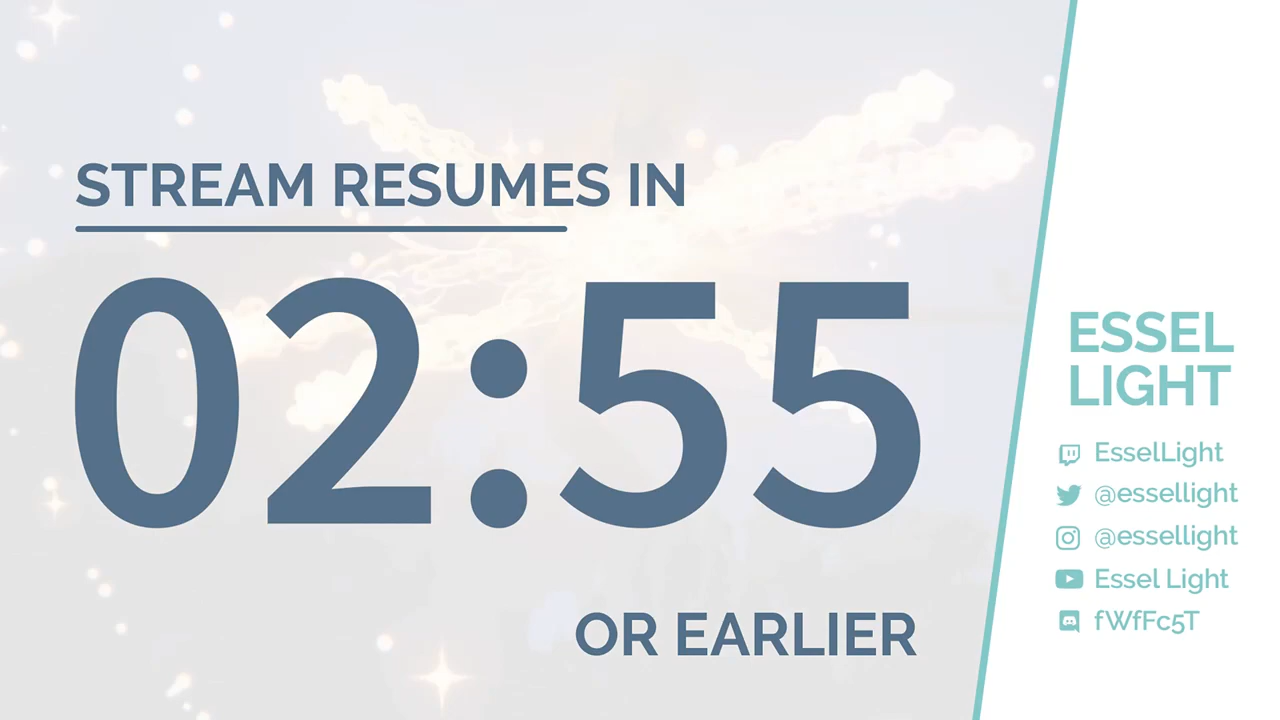 STREAM RESUMES IN
02:55
OR EARLIER
ESSEL
LIGHT
EsselLight
@essellight
@essellight
Essel Light
fWfFc5T